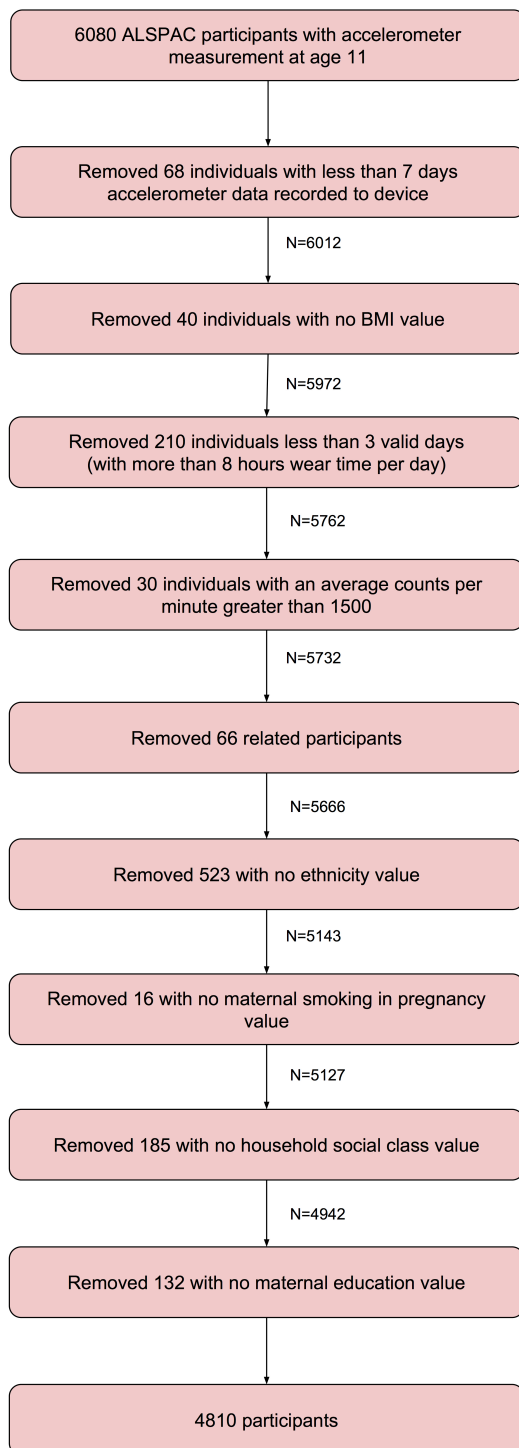 6080 ALSPAC participants with accelerometer
measurement at age 11
Removed 68 individuals with less than 7 days
accelerometer data recorded to device
N=6012
Removed 40 individuals with no BMI value
N=5972
Removed 210 individuals less than 3 valid days
(with more than 8 hours wear time per day)
N=5762
Removed 30 individuals with an average counts per
minute greater than 1500
N=5732
Removed 66 related participants
N=5666
Removed 523 with no ethnicity value
N=5143
Removed 16 with no maternal smoking in pregnancy
value
N=5127
Removed 185 with no household social class value
N=4942
Removed 132 with no maternal education value
4810 participants